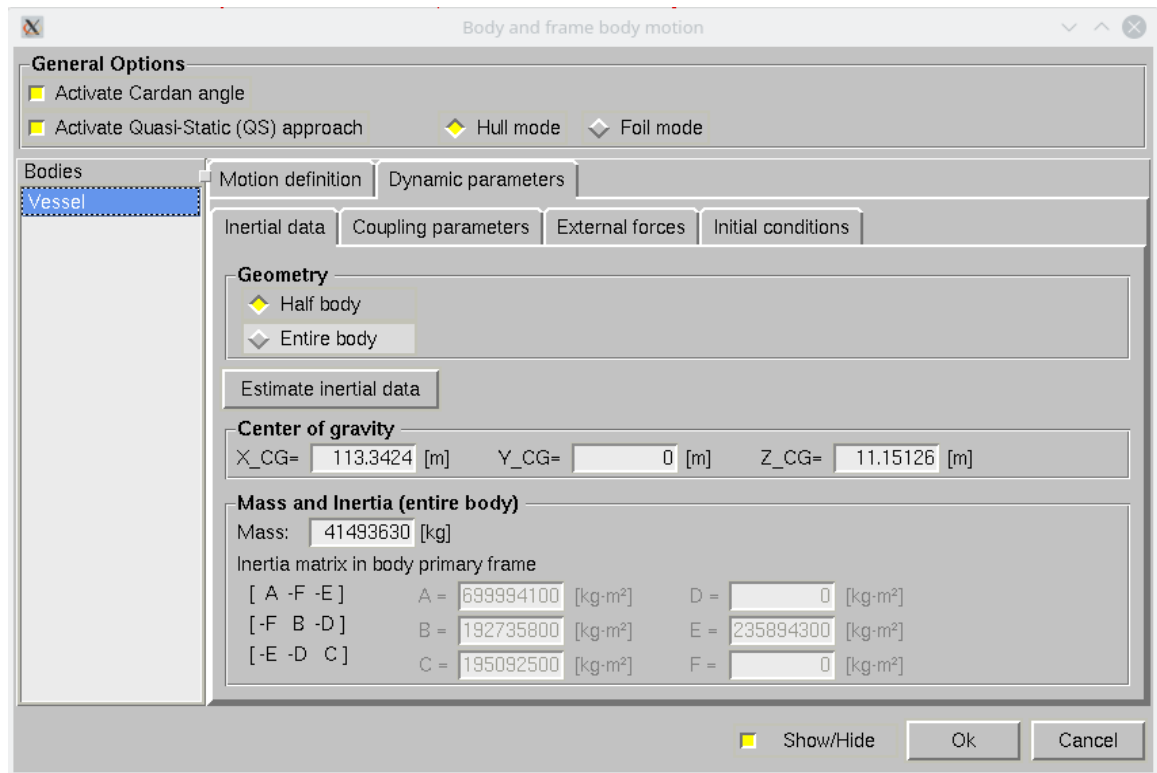 Body and frame body motion
General Options
Activate Cardan angle
Activate Quasi-Static (QS) approach Hull mode Foil mode
Bodies
Vessel
Motion definition Dynamic parameters
Inertial data Coupling parameters External forces Initial conditions
Geometry
Half body
Entire body
Estimate inertial data
Center of gravity
X_CG= 113.3424 [m] Y_CG= 0 [m] Z_CG= 11.15126 [m]
Mass and Inertia (entire body)
Mass: 41493630 [kg]
Inertia matrix in body primary frame
[ A -F -E ] A = 699994100 [kg·m²] D = 0 [kg·m²]
[-F B -D ] B = 192735800 [kg·m²] E = 235894300 [kg·m²]
[-E -D C ] C = 195092500 [kg·m²] F = 0 [kg·m²]
Show/Hide Ok Cancel